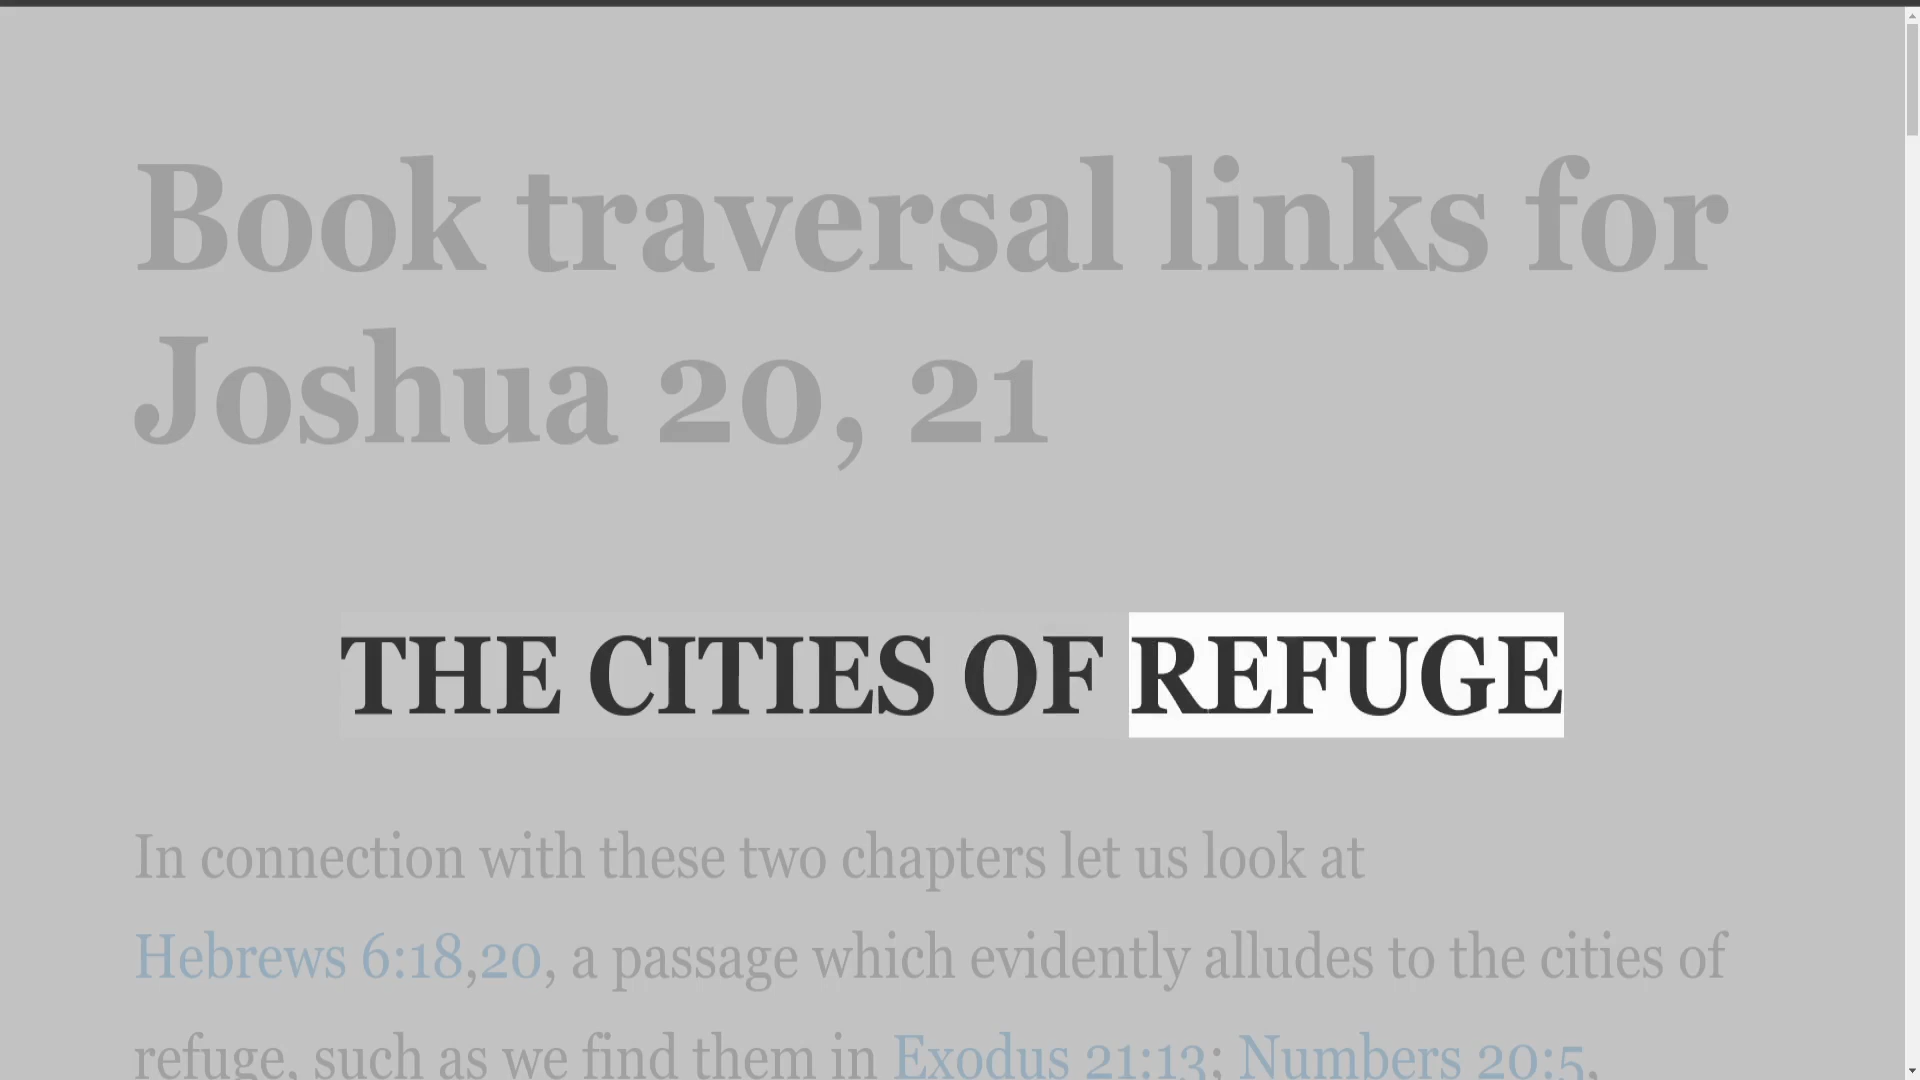 Book traversal links for
Joshua 20, 21
THE CITIES OF REFUGE
In connection with these two chapters let us look at
Hebrews 6:18,20, a passage which evidently alludes to the cities of
refuge, such as we find them in Exodus 21:13; Numbers 20:5,